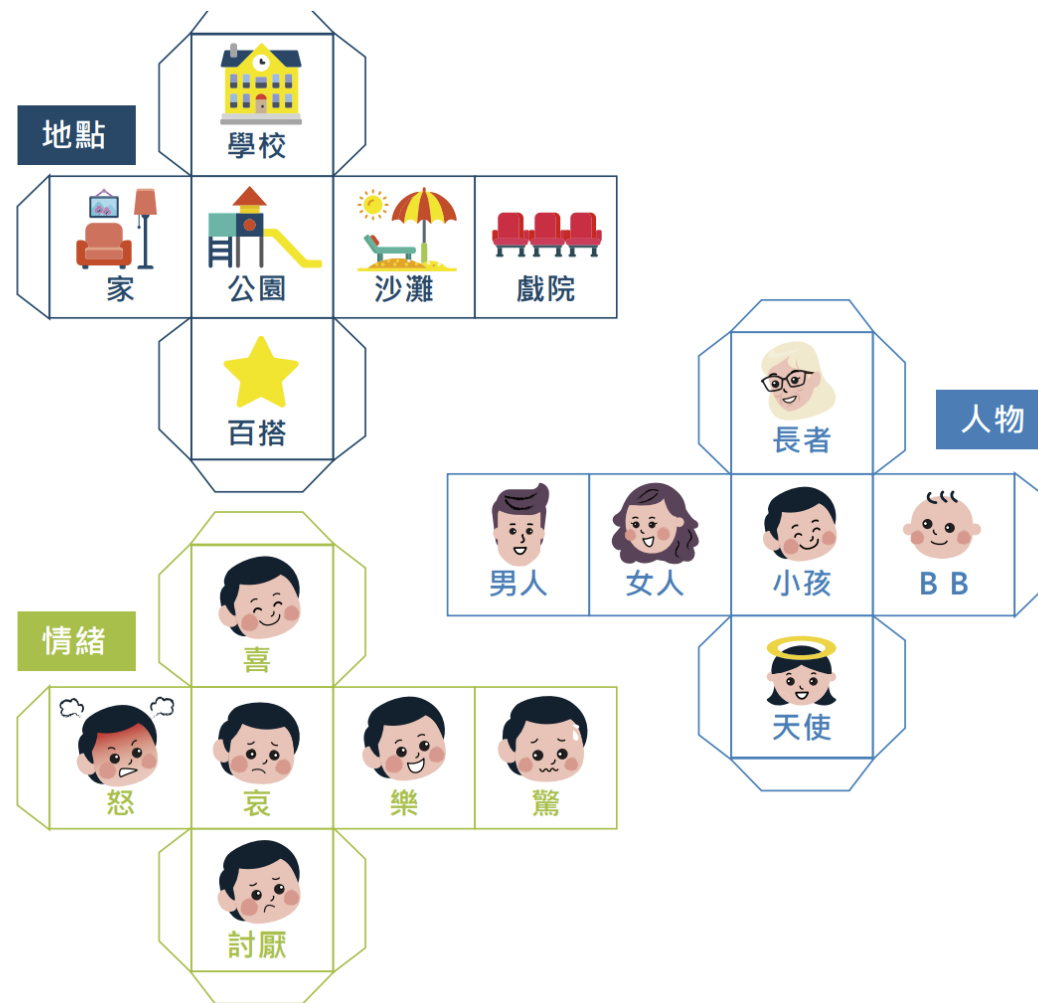 地點
學校
家
公園
沙灘
戲院
百搭
人物
長者
男人
女人
小孩
B B
天使
情緒
喜
怒
哀
樂
驚
討厭